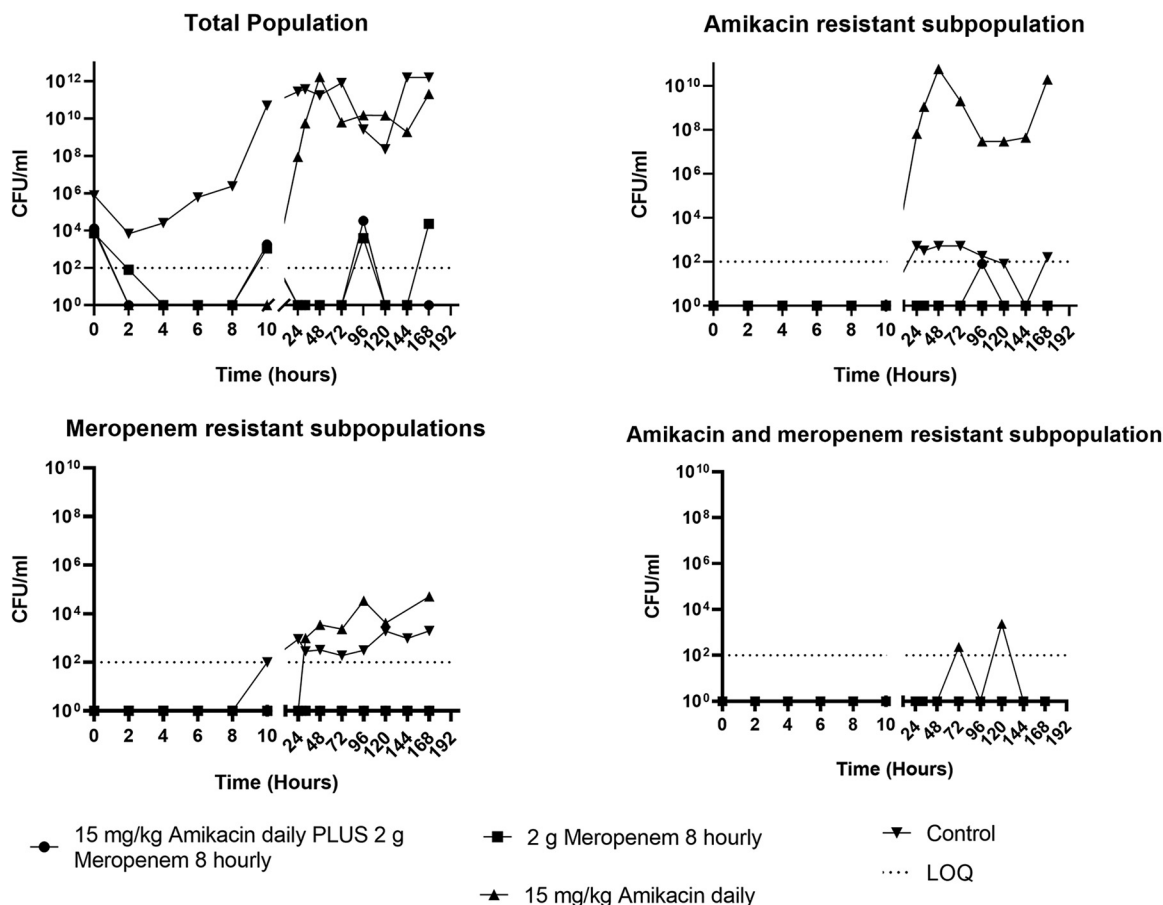 Total Population
CFU/ml
10¹²
10¹⁰
10⁸
10⁶
10⁴
10²
10⁰
0 2 4 6 8 10 24 48 72 96 120 144 168 192
Time (hours)
Amikacin resistant subpopulation
CFU/ml
10¹⁰
10⁸
10⁶
10⁴
10²
10⁰
0 2 4 6 8 10 24 48 72 96 120 144 168 192
Time (Hours)
Meropenem resistant subpopulations
CFU/ml
10¹⁰
10⁸
10⁶
10⁴
10²
10⁰
0 2 4 6 8 10 24 48 72 96 120 144 168 192
Time (Hours)
Amikacin and meropenem resistant subpopulation
CFU/ml
10¹⁰
10⁸
10⁶
10⁴
10²
10⁰
0 2 4 6 8 10 24 48 72 96 120 144 168 192
Time (Hours)
15 mg/kg Amikacin daily PLUS 2 g
Meropenem 8 hourly
2 g Meropenem 8 hourly
15 mg/kg Amikacin daily
Control
LOQ